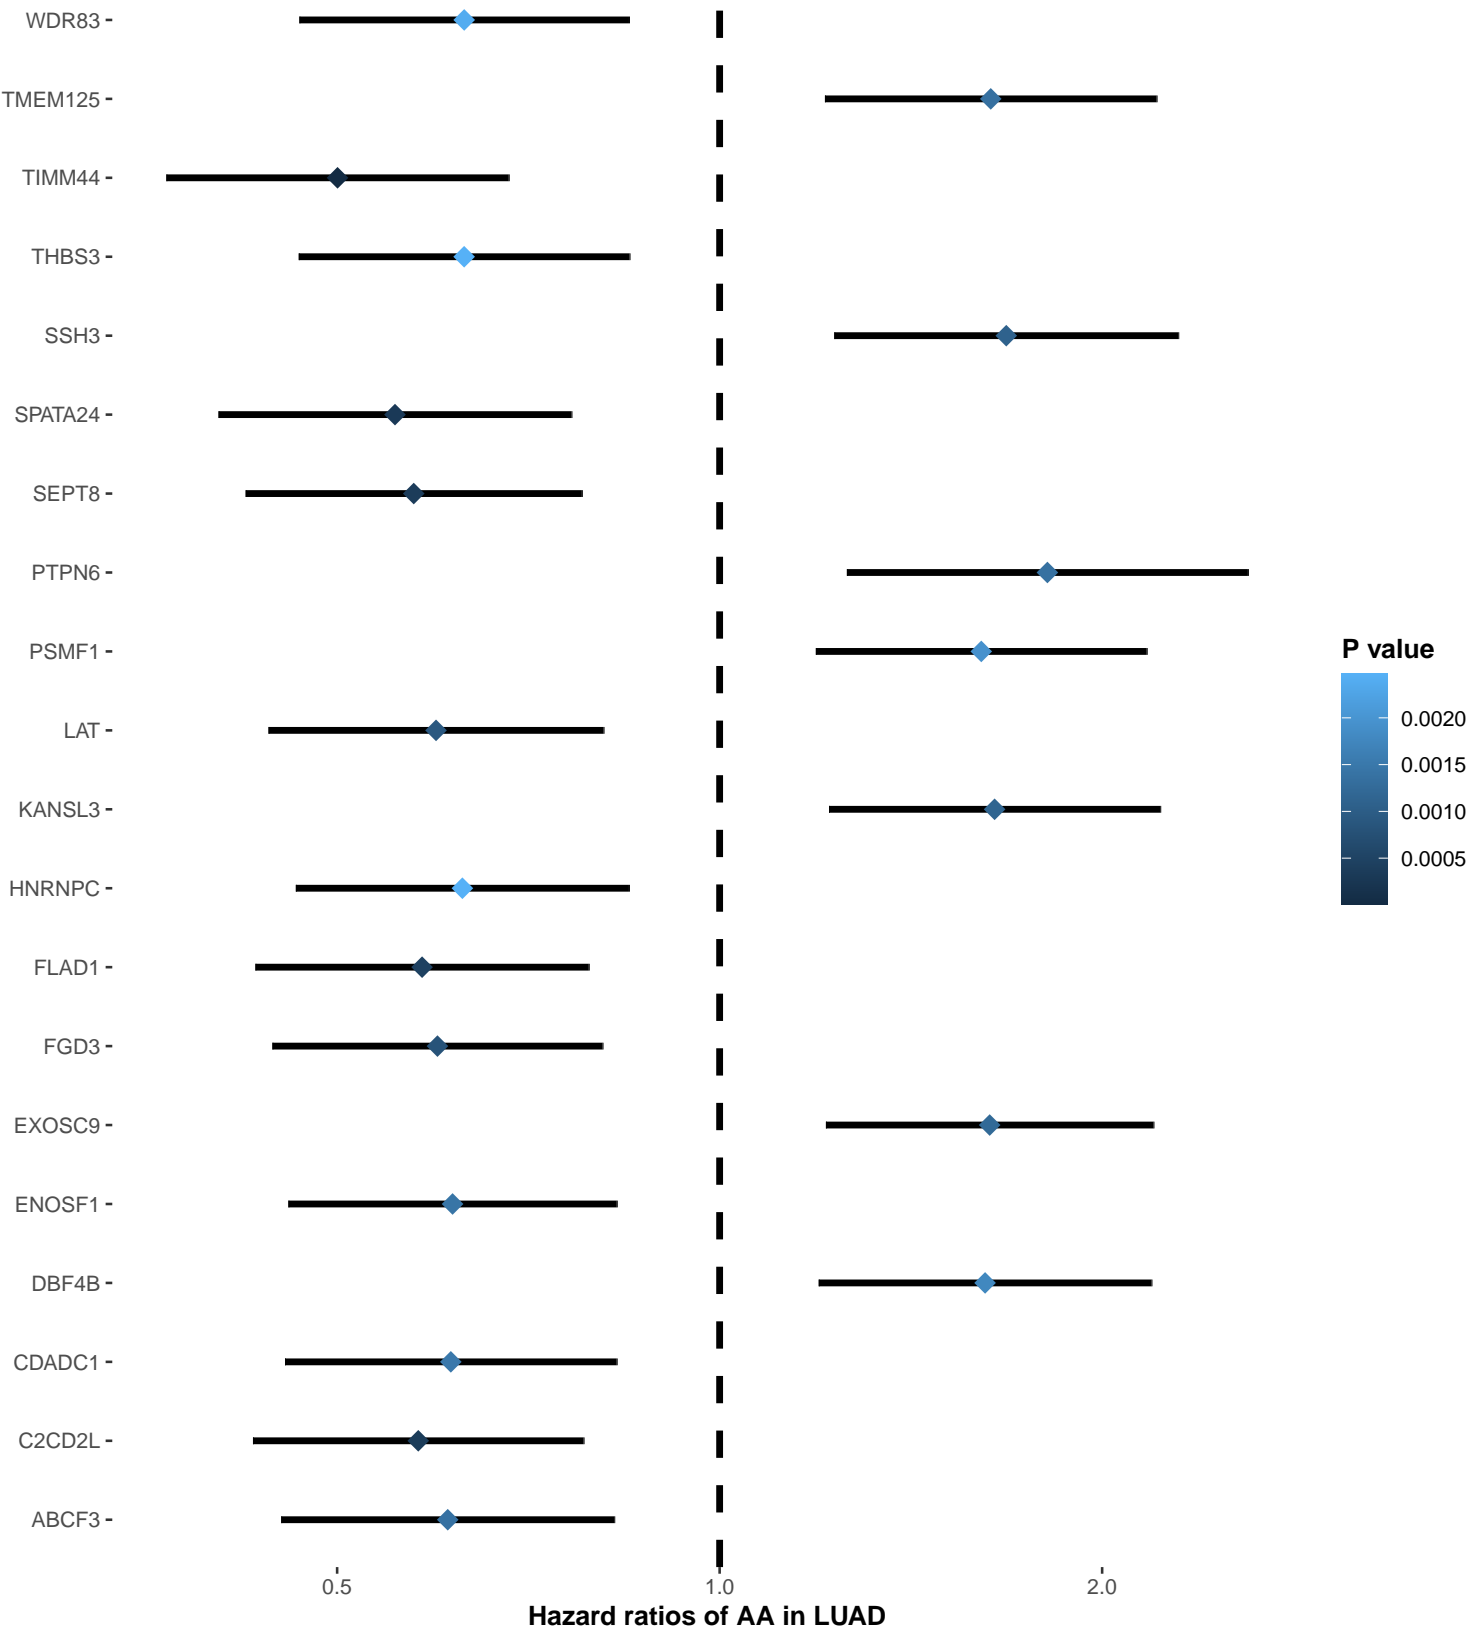 WDR83
TMEM125
TIMM44
THBS3
SSH3
SPATA24
SEPT8
PTPN6
PSMF1
LAT
KANSL3
HNRNPC
FLAD1
FGD3
EXOSC9
ENOSF1
DBF4B
CDADC1
C2CD2L
ABCF3
0.5 1.0 2.0
Hazard ratios of AA in LUAD
P value
0.0020
0.0015
0.0010
0.0005